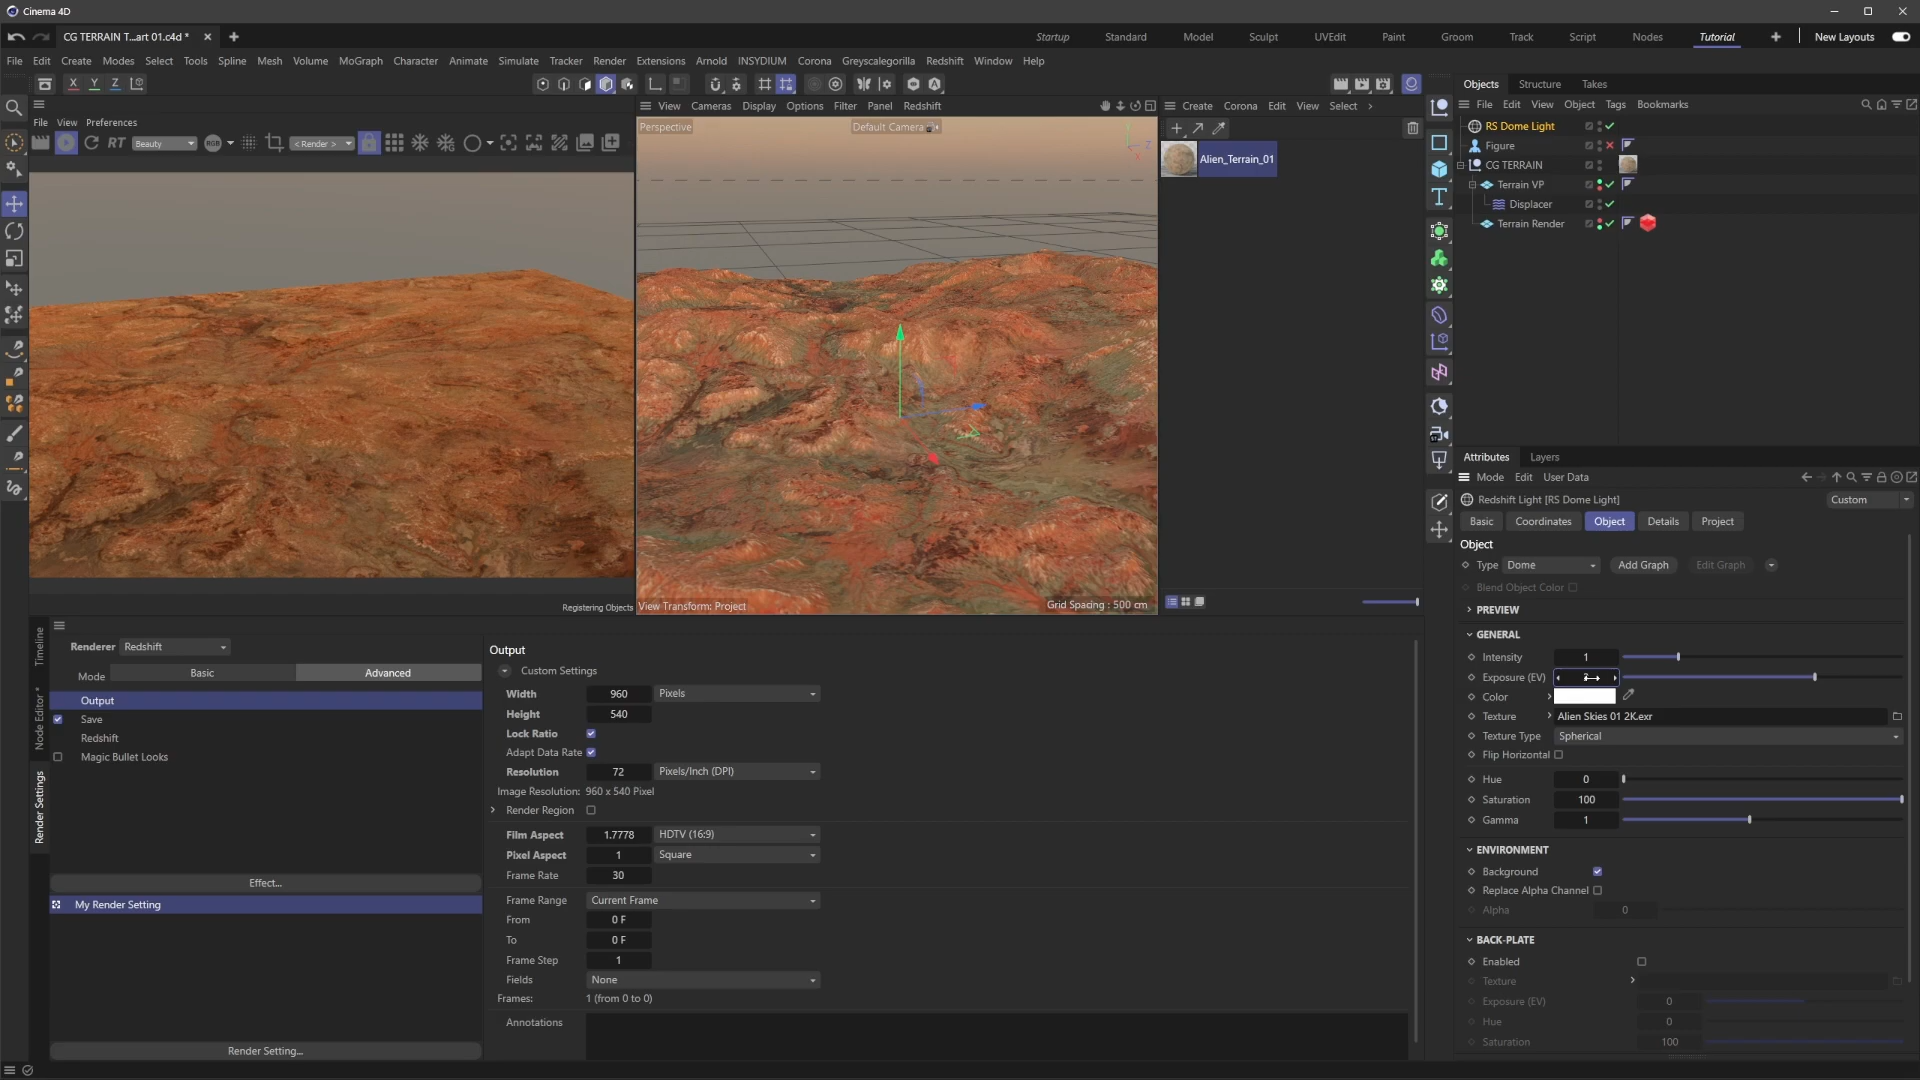 Cinema 4D
CG TERRAIN T...art 01.c4d *
Startup Standard Model Sculpt UVEdit Paint Groom Track Script Nodes Tutorial New Layouts
File Edit Create Modes Select Tools Spline Mesh Volume MoGraph Character Animate Simulate Tracker Render Extensions Arnold INSYDIUM Corona Greyscalegorilla Redshift Window Help
X Y Z
File View Preferences
RT Beauty RGB < Render >
Registering Objects
View Cameras Display Options Filter Panel Redshift
Perspective
Default Camera
View Transform: Project
Grid Spacing : 500 cm
Create Corona Edit View Select
Alien_Terrain_01
Objects Structure Takes
File Edit View Object Tags Bookmarks
RS Dome Light
Figure
CG TERRAIN
Terrain VP
Displacer
Terrain Render
Attributes Layers
Mode Edit User Data
Redshift Light [RS Dome Light]
Custom
Basic Coordinates Object Details Project
Object
Type Dome Add Graph Edit Graph
Blend Object Color
PREVIEW
GENERAL
Intensity 1
Exposure (EV)
Color
Texture Alien Skies 01 2K.exr
Texture Type Spherical
Flip Horizontal
Hue 0
Saturation 100
Gamma 1
ENVIRONMENT
Background
Replace Alpha Channel
Alpha 0
BACK-PLATE
Enabled
Texture
Exposure (EV) 0
Hue 0
Saturation 100
Timeline
Node Editor *
Render Settings
Renderer Redshift
Mode Basic Advanced
Output
Save
Redshift
Magic Bullet Looks
Effect...
My Render Setting
Render Setting...
Output
Custom Settings
Width 960 Pixels
Height 540
Lock Ratio
Adapt Data Rate
Resolution 72 Pixels/Inch (DPI)
Image Resolution: 960 x 540 Pixel
Render Region
Film Aspect 1.7778 HDTV (16:9)
Pixel Aspect 1 Square
Frame Rate 30
Frame Range Current Frame
From 0 F
To 0 F
Frame Step 1
Fields None
Frames: 1 (from 0 to 0)
Annotations